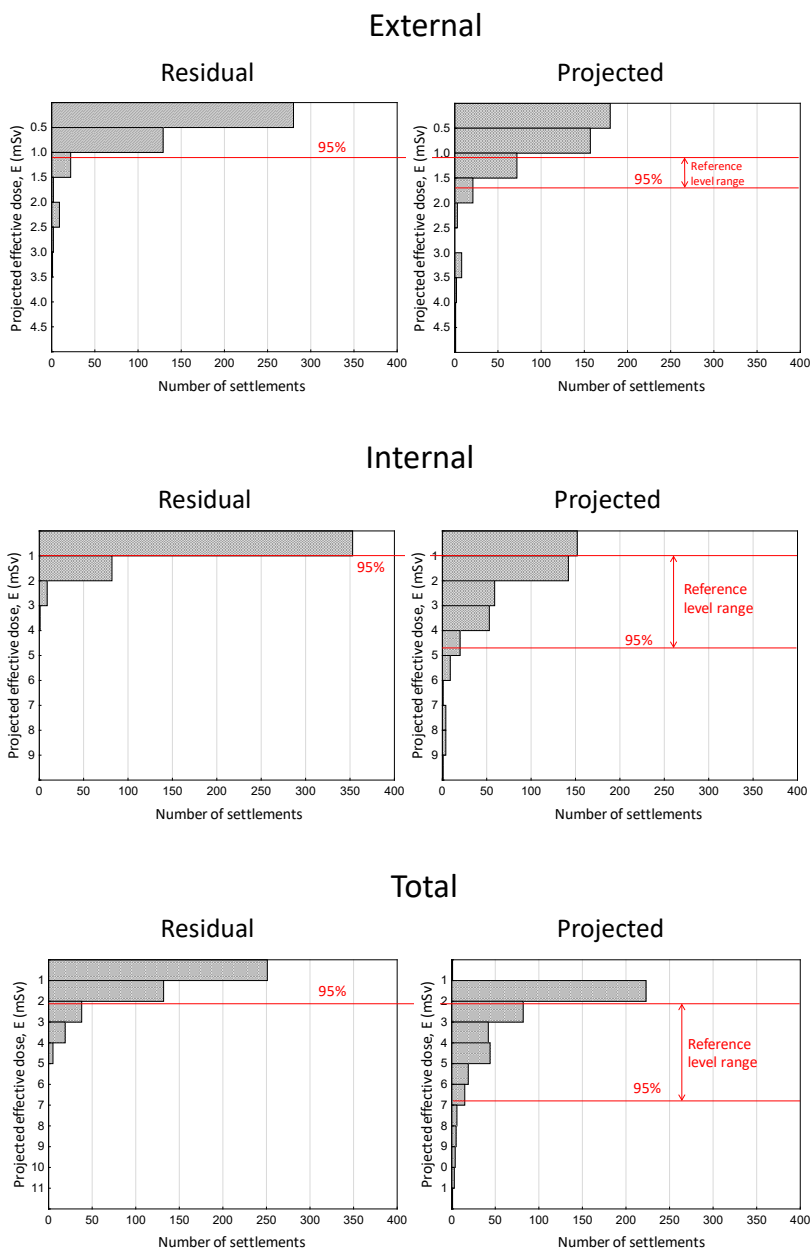 External
Residual
Projected
Projected effective dose, E (mSv)
0.5
1.0
1.5
2.0
2.5
3.0
3.5
4.0
4.5
95%
0 50 100 150 200 250 300 350 400
Number of settlements
Projected effective dose, E (mSv)
0.5
1.0
1.5
2.0
2.5
3.0
3.5
4.0
4.5
Reference
level range
95%
0 50 100 150 200 250 300 350 400
Number of settlements
Internal
Residual
Projected
Projected effective dose, E (mSv)
1
2
3
4
5
6
7
8
9
95%
0 50 100 150 200 250 300 350 400
Number of settlements
Projected effective dose, E (mSv)
1
2
3
4
5
6
7
8
9
Reference
level range
95%
0 50 100 150 200 250 300 350 400
Number of settlements
Total
Residual
Projected
Projected effective dose, E (mSv)
1
2
3
4
5
6
7
8
9
10
11
95%
0 50 100 150 200 250 300 350 400
Number of settlements
Projected effective dose, E (mSv)
1
2
3
4
5
6
7
8
9
0
1
Reference
level range
95%
0 50 100 150 200 250 300 350 400
Number of settlements